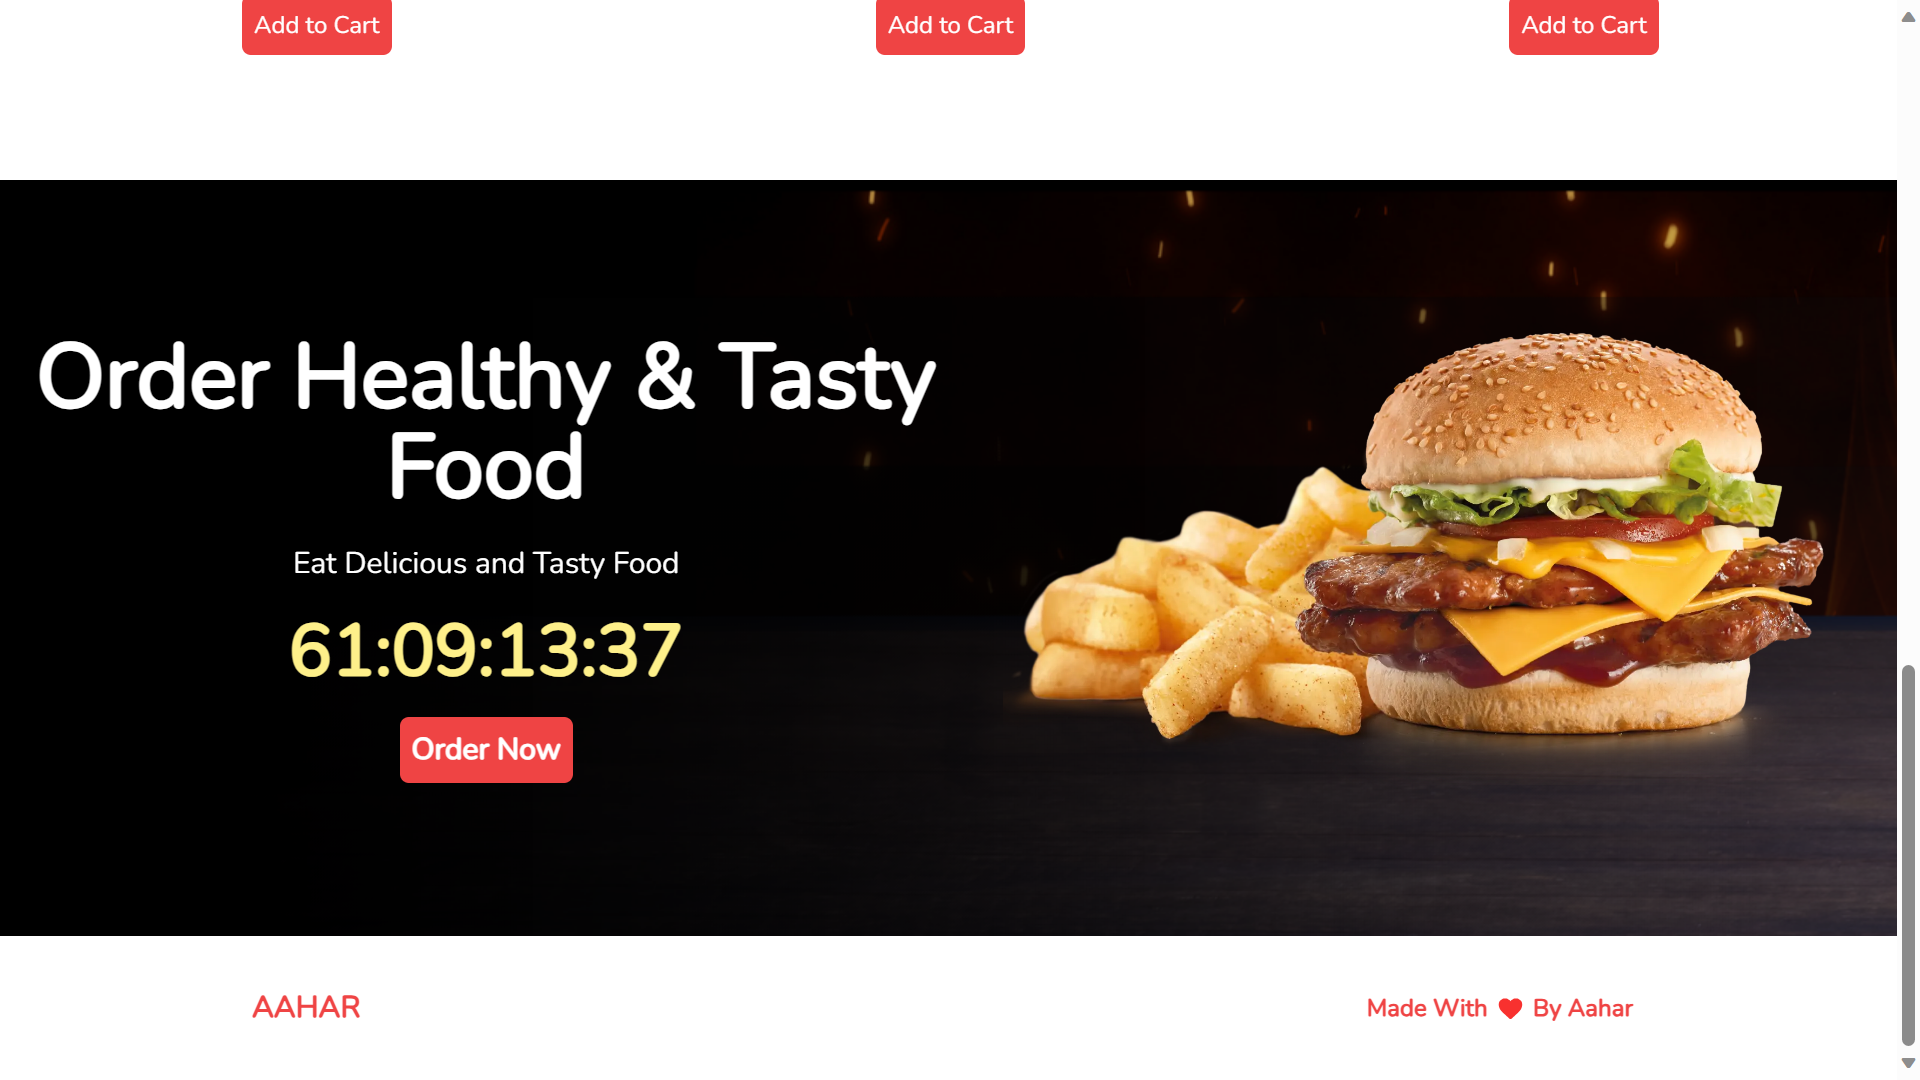 Add to Cart
Add to Cart
Add to Cart
Order Healthy & Tasty
Food
Eat Delicious and Tasty Food
61:09:13:37
Order Now
AAHAR
Made With ❤ By Aahar